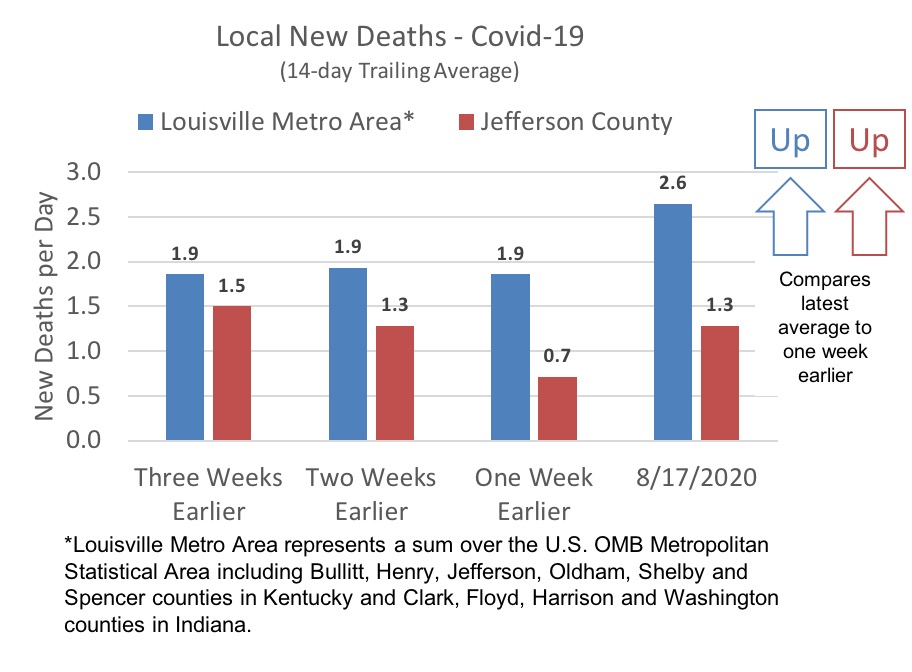 Local New Deaths - Covid-19
(14-day Trailing Average)
Louisville Metro Area*
Jefferson County
Up
Up
Compares
latest
average to
one week
earlier
New Deaths per Day
3.0
2.5
2.0
1.5
1.0
0.5
0.0
1.9
1.5
1.9
1.3
1.9
0.7
2.6
1.3
Three Weeks
Earlier
Two Weeks
Earlier
One Week
Earlier
8/17/2020
*Louisville Metro Area represents a sum over the U.S. OMB Metropolitan
Statistical Area including Bullitt, Henry, Jefferson, Oldham, Shelby and
Spencer counties in Kentucky and Clark, Floyd, Harrison and Washington
counties in Indiana.